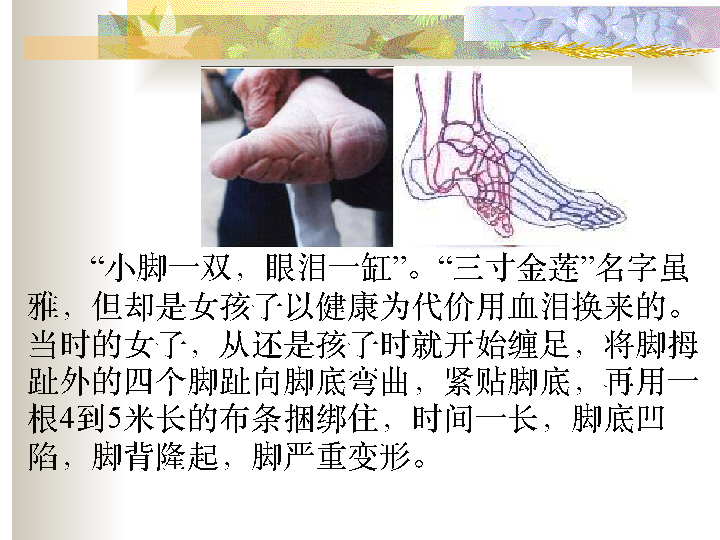 “小脚一双，眼泪一缸”。“三寸金莲”名字虽
雅，但却是女孩子以健康为代价用血泪换来的。
当时的女子，从还是孩子时就开始缠足，将脚拇
趾外的四个脚趾向脚底弯曲，紧贴脚底，再用一
根4到5米长的布条捆绑住，时间一长，脚底凹
陷，脚背隆起，脚严重变形。